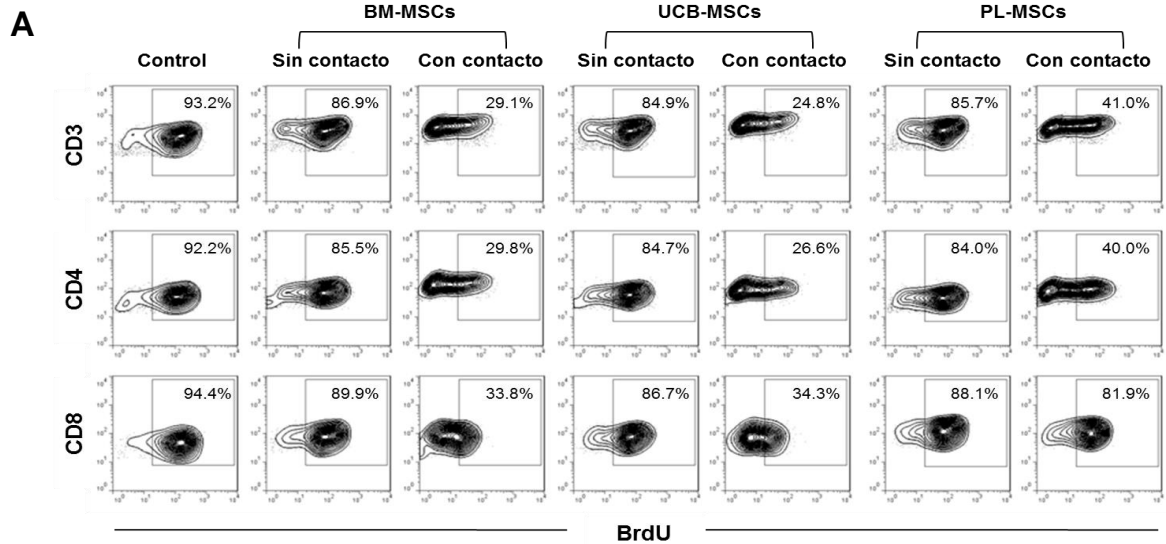 A
BM-MSCs UCB-MSCs PL-MSCs
Control Sin contacto Con contacto Sin contacto Con contacto Sin contacto Con contacto
CD3
93.2% 86.9% 29.1% 84.9% 24.8% 85.7% 41.0%
CD4
92.2% 85.5% 29.8% 84.7% 26.6% 84.0% 40.0%
CD8
94.4% 89.9% 33.8% 86.7% 34.3% 88.1% 81.9%
BrdU